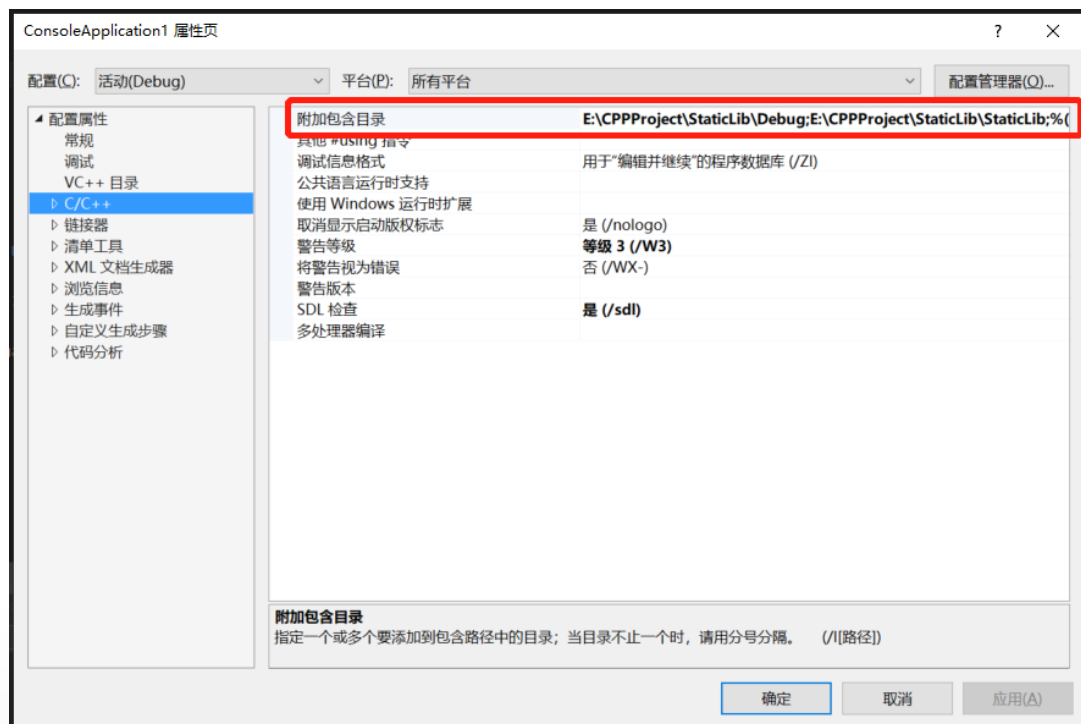 ConsoleApplication1 属性页
?
配置(C): 活动(Debug) 平台(P): 所有平台 配置管理器(O)...
配置属性
常规
调试
VC++ 目录
C/C++
链接器
清单工具
XML 文档生成器
浏览信息
生成事件
自定义生成步骤
代码分析
附加包含目录 E:\CPPProject\StaticLib\Debug;E:\CPPProject\StaticLib\StaticLib;%(
其他 #using 指令
调试信息格式 用于“编辑并继续”的程序数据库 (/ZI)
公共语言运行时支持
使用 Windows 运行时扩展
取消显示启动版权标志 是 (/nologo)
警告等级 等级 3 (/W3)
将警告视为错误 否 (/WX-)
警告版本
SDL 检查 是 (/sdl)
多处理器编译
附加包含目录
指定一个或多个要添加到包含路径中的目录；当目录不止一个时，请用分号分隔。 (/I[路径])
确定 取消 应用(A)